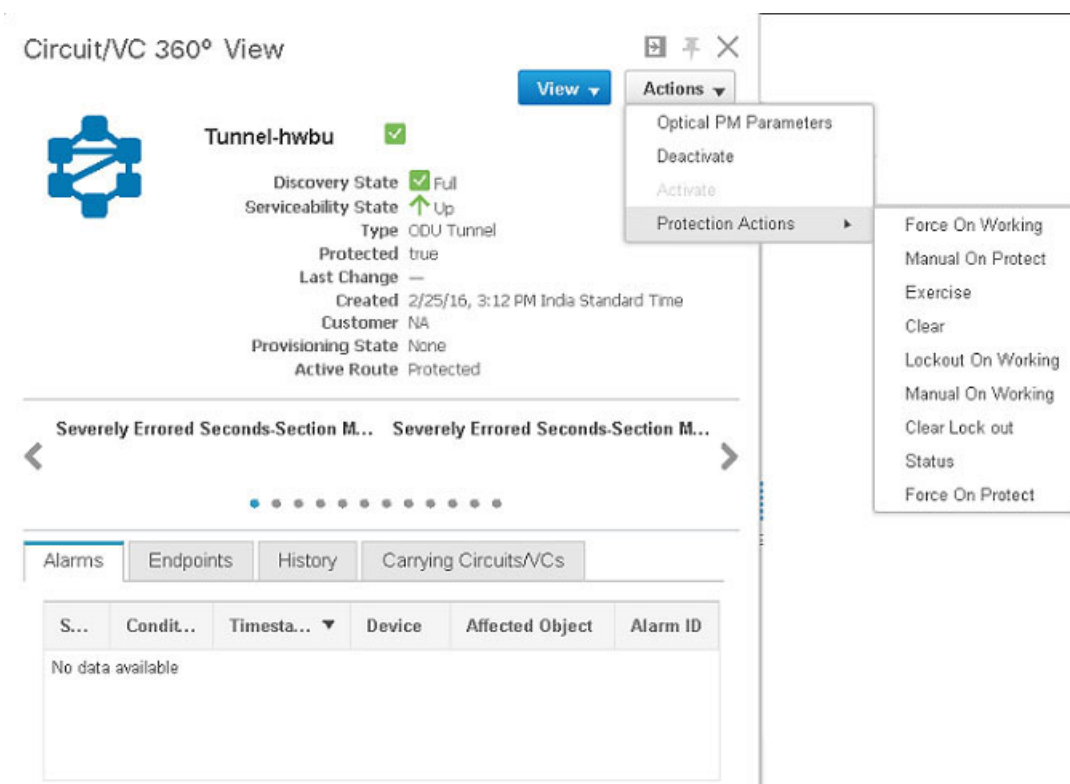 Circuit/VC 360° View
View
Actions
Optical PM Parameters
Deactivate
Activate
Protection Actions
Force On Working
Manual On Protect
Exercise
Clear
Lockout On Working
Manual On Working
Clear Lock out
Status
Force On Protect
Tunnel-hwbu
Discovery State Full
Serviceability State Up
Type ODU Tunnel
Protected true
Last Change —
Created 2/25/16, 3:12 PM India Standard Time
Customer NA
Provisioning State None
Active Route Protected
Severely Errored Seconds-Section M... Severely Errored Seconds-Section M...
Alarms Endpoints History Carrying Circuits/VCs
S... Condit... Timesta... Device Affected Object Alarm ID
No data available